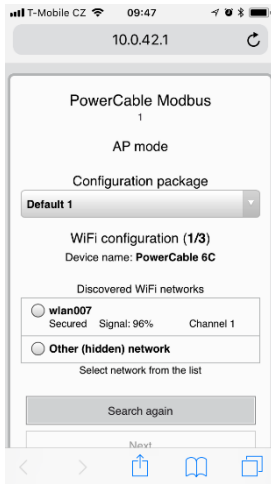 T-Mobile CZ 09:47
10.0.42.1
PowerCable Modbus
1
AP mode
Configuration package
Default 1
WiFi configuration (1/3)
Device name: PowerCable 6C
Discovered WiFi networks
wlan007
Secured Signal: 96% Channel 1
Other (hidden) network
Select network from the list
Search again
Next